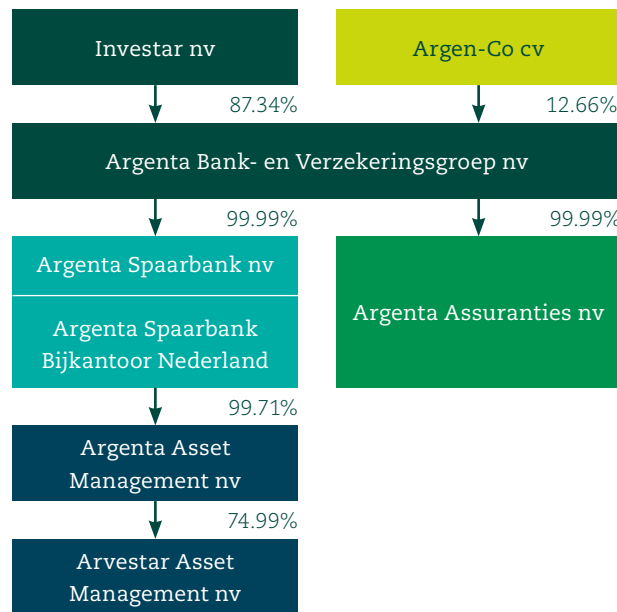 Investar nv
Argen-Co cv
87.34%
12.66%
Argenta Bank- en Verzekeringsgroep nv
99.99%
99.99%
Argenta Spaarbank nv
Argenta Spaarbank
Bijkantoor Nederland
Argenta Assuranties nv
99.71%
Argenta Asset
Management nv
74.99%
Arvestar Asset
Management nv